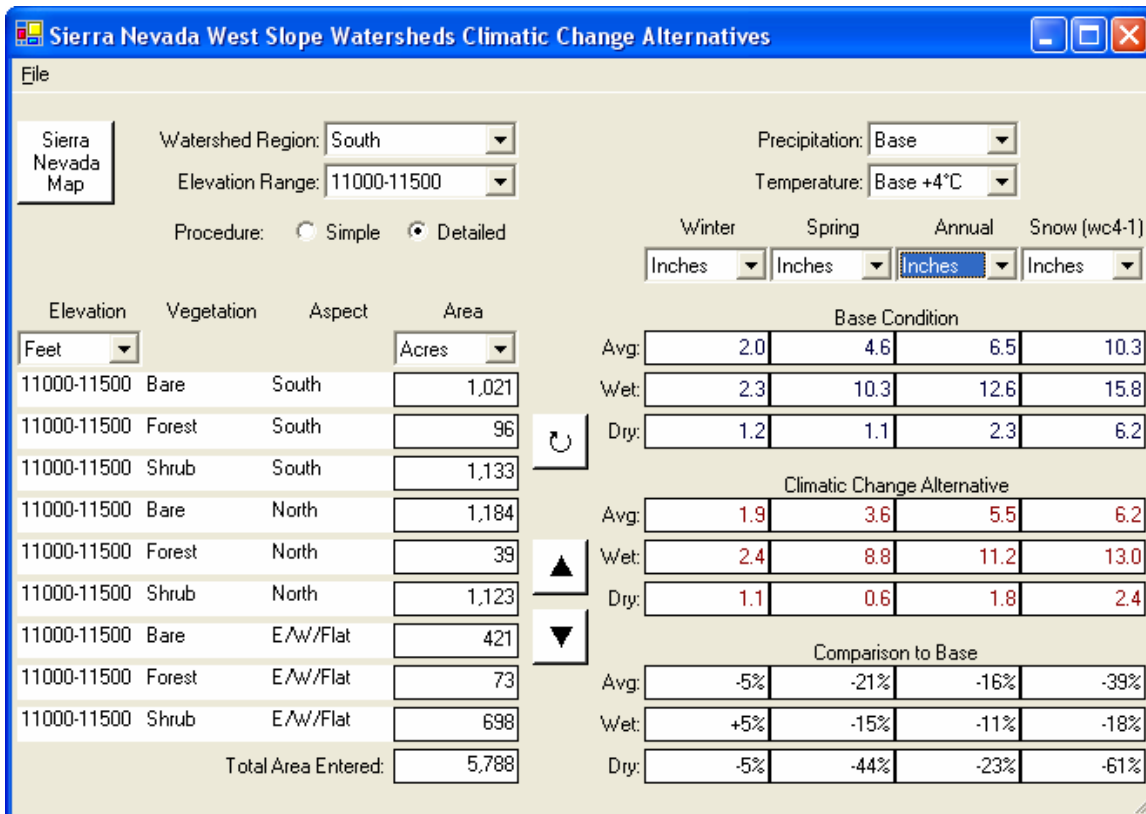 Sierra Nevada West Slope Watersheds Climatic Change Alternatives
File
Sierra
Nevada
Map
Watershed Region: South
Elevation Range: 11000-11500
Procedure: Simple Detailed
Precipitation: Base
Temperature: Base +4°C
Winter Spring Annual Snow (wc4-1)
Inches Inches Inches Inches
Elevation Vegetation Aspect Area
Feet Acres
11000-11500 Bare South 1,021
11000-11500 Forest South 96
11000-11500 Shrub South 1,133
11000-11500 Bare North 1,184
11000-11500 Forest North 39
11000-11500 Shrub North 1,123
11000-11500 Bare E/W/Flat 421
11000-11500 Forest E/W/Flat 73
11000-11500 Shrub E/W/Flat 698
Total Area Entered: 5,788
Base Condition
Avg: 2.0 4.6 6.5 10.3
Wet: 2.3 10.3 12.6 15.8
Dry: 1.2 1.1 2.3 6.2
Climatic Change Alternative
Avg: 1.9 3.6 5.5 6.2
Wet: 2.4 8.8 11.2 13.0
Dry: 1.1 0.6 1.8 2.4
Comparison to Base
Avg: -5% -21% -16% -39%
Wet: +5% -15% -11% -18%
Dry: -5% -44% -23% -61%